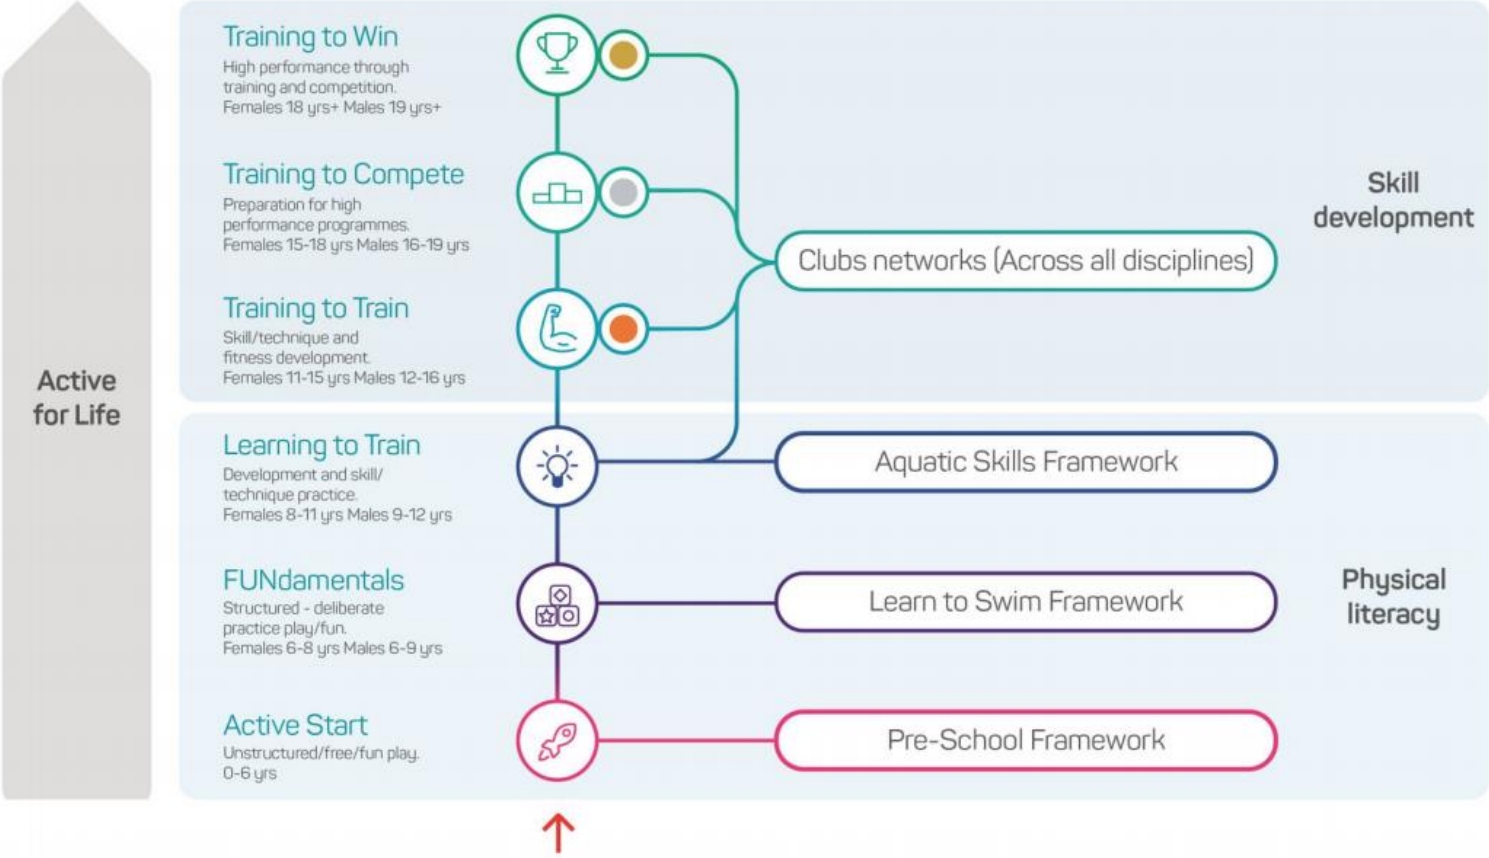 Training to Win
High performance through
training and competition.
Females 18 yrs+ Males 19 yrs+
Training to Compete
Preparation for high
performance programmes.
Females 15-18 yrs Males 16-19 yrs
Skill
development
Clubs networks (Across all disciplines)
Training to Train
Skill/technique and
fitness development.
Females 11-15 yrs Males 12-16 yrs
Active
for Life
Learning to Train
Development and skill/
technique practice.
Females 8-11 yrs Males 9-12 yrs
Aquatic Skills Framework
FUNdamentals
Structured - deliberate
practice play/fun.
Females 6-8 yrs Males 6-9 yrs
Learn to Swim Framework
Physical
literacy
Active Start
Unstructured/free/fun play.
0-6 yrs
Pre-School Framework